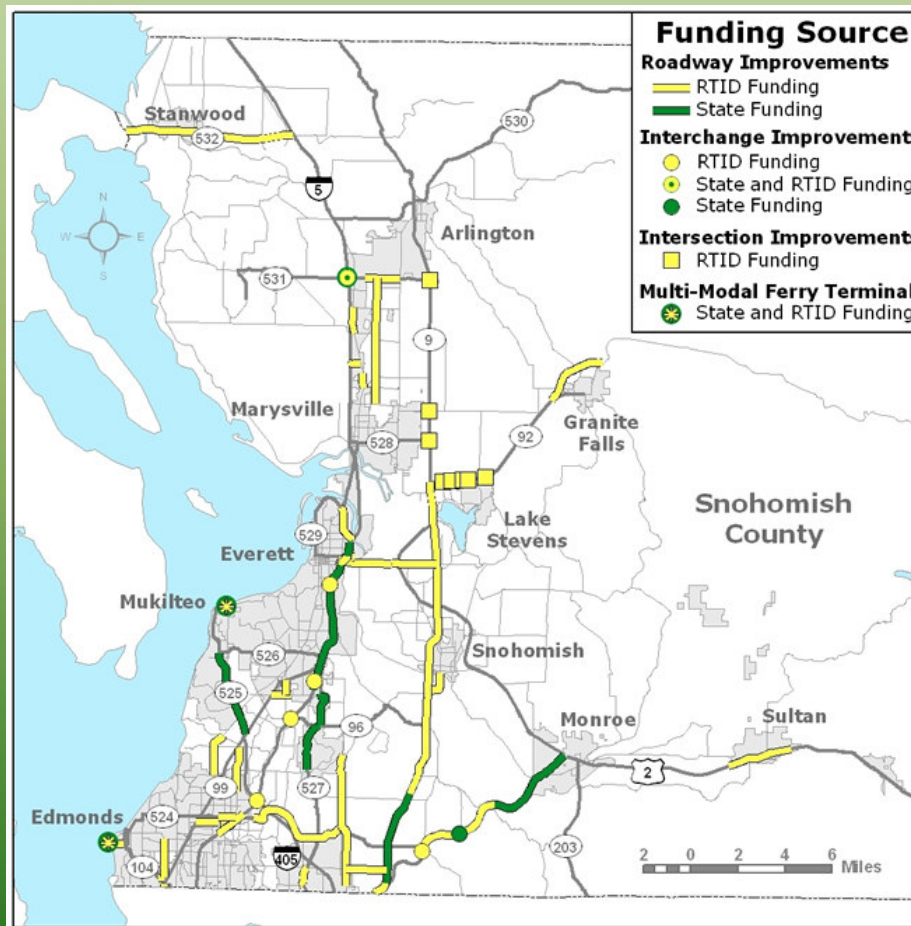 Funding Source
Roadway Improvements
RTID Funding
State Funding
Interchange Improvement
RTID Funding
State and RTID Funding
State Funding
Intersection Improvement
RTID Funding
Multi-Modal Ferry Terminal
State and RTID Funding
Stanwood
532
530
5
N
W E
S
Arlington
531
9
Marysville
528
92
Granite
Falls
Snohomish
County
529
Lake
Stevens
Everett
Mukilteo
526
Snohomish
525
96
Monroe
Sultan
2
99
527
Edmonds
524
405
104
203
2 0 2 4 6
Miles